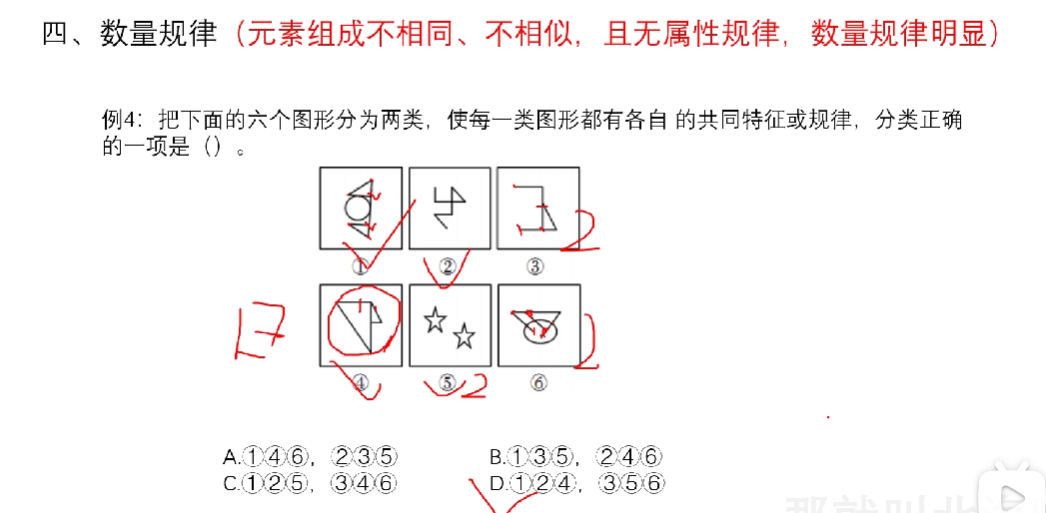 四、数量规律（元素组成不相同、不相似，且无属性规律，数量规律明显）
例4：把下面的六个图形分为两类，使每一类图形都有各自 的共同特征或规律，分类正确
的一项是（）。
① ② ③
2
17
2
④ ⑤ ⑥
2
A.①④⑥，②③⑤ B.①③⑤，②④⑥
C.①②⑤，③④⑥ D.①②④，③⑤⑥